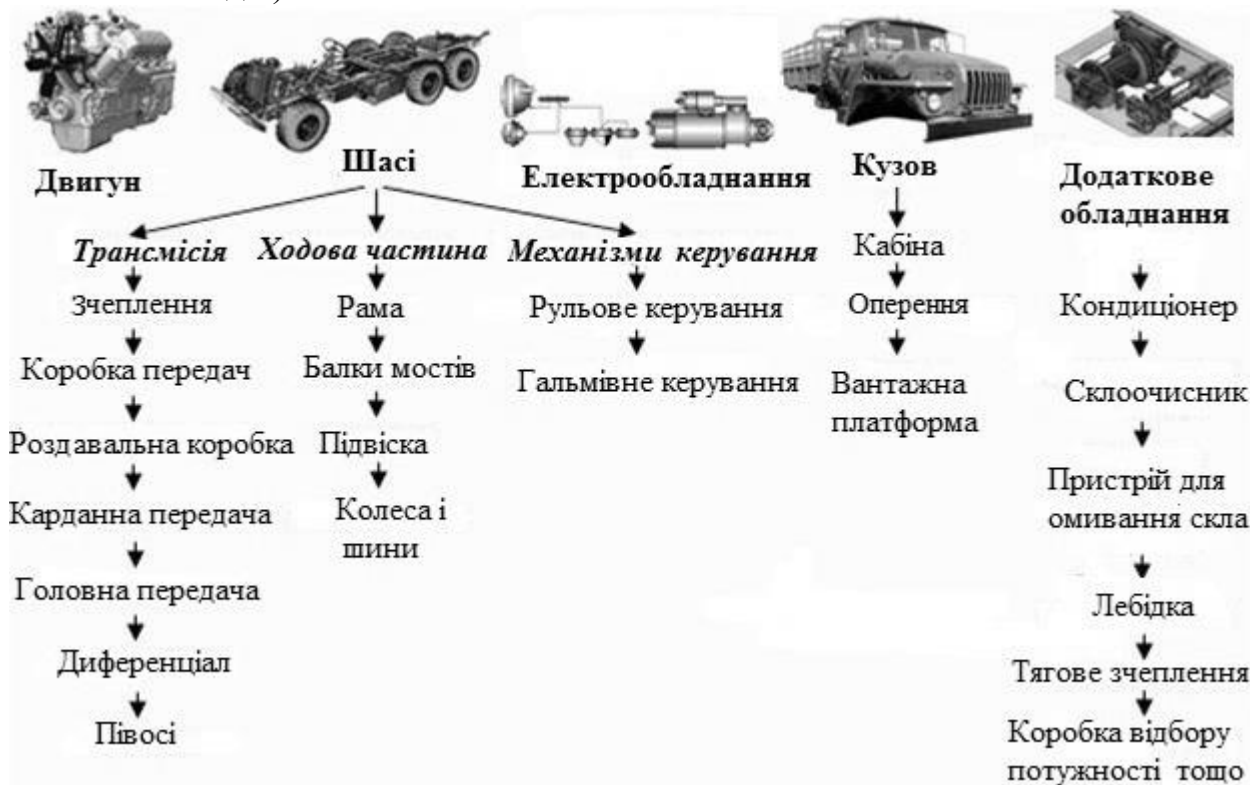 Двигун
Шасі
Електрообладнання
Кузов
Додаткове
обладнання
Трансмісія
Зчеплення
Коробка передач
Роздавальна коробка
Карданна передача
Головна передача
Диференціал
Півосі
Ходова частина
Рама
Балки мостів
Підвіска
Колеса і
шини
Механізми керування
Рульове керування
Гальмівне керування
Кабіна
Оперення
Вантажна
платформа
Кондиціонер
Склоочисник
Пристрій для
омивання скла
Лебідка
Тягове зчеплення
Коробка відбору
потужності тощо